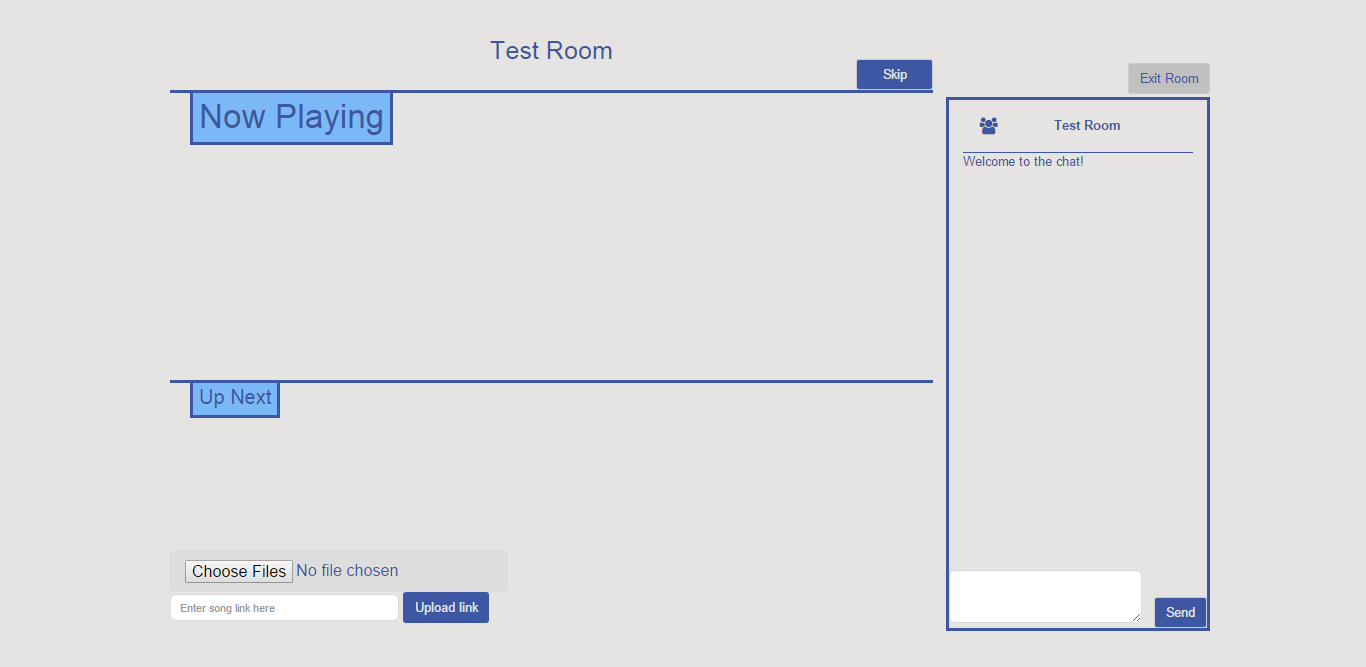 Test Room
Skip
Exit Room
Now Playing
Test Room
Welcome to the chat!
Up Next
Choose Files No file chosen
Enter song link here
Upload link
Send